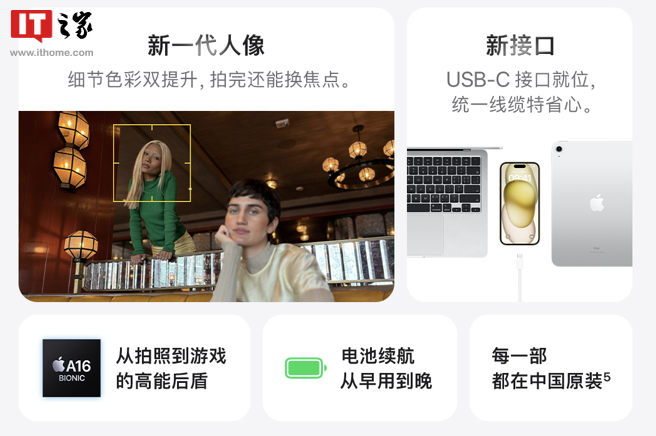 IT之家
www.ithome.com
新一代人像
细节色彩双提升, 拍完还能换焦点。
新接口
USB-C 接口就位,
统一线缆特省心。
A16
BIONIC
从拍照到游戏
的高能后盾
电池续航
从早用到晚
每一部
都在中国原装5